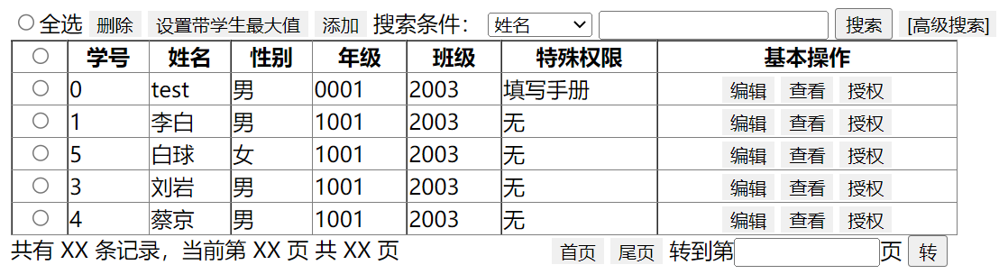 全选 删除 设置带学生最大值 添加 搜索条件： 姓名 搜索 [高级搜索]
学号 姓名 性别 年级 班级 特殊权限 基本操作
0 test 男 0001 2003 填写手册 编辑 查看 授权
1 李白 男 1001 2003 无 编辑 查看 授权
5 白球 女 1001 2003 无 编辑 查看 授权
3 刘岩 男 1001 2003 无 编辑 查看 授权
4 蔡京 男 1001 2003 无 编辑 查看 授权
共有 XX 条记录，当前第 XX 页 共 XX 页 首页 尾页 转到第 页 转